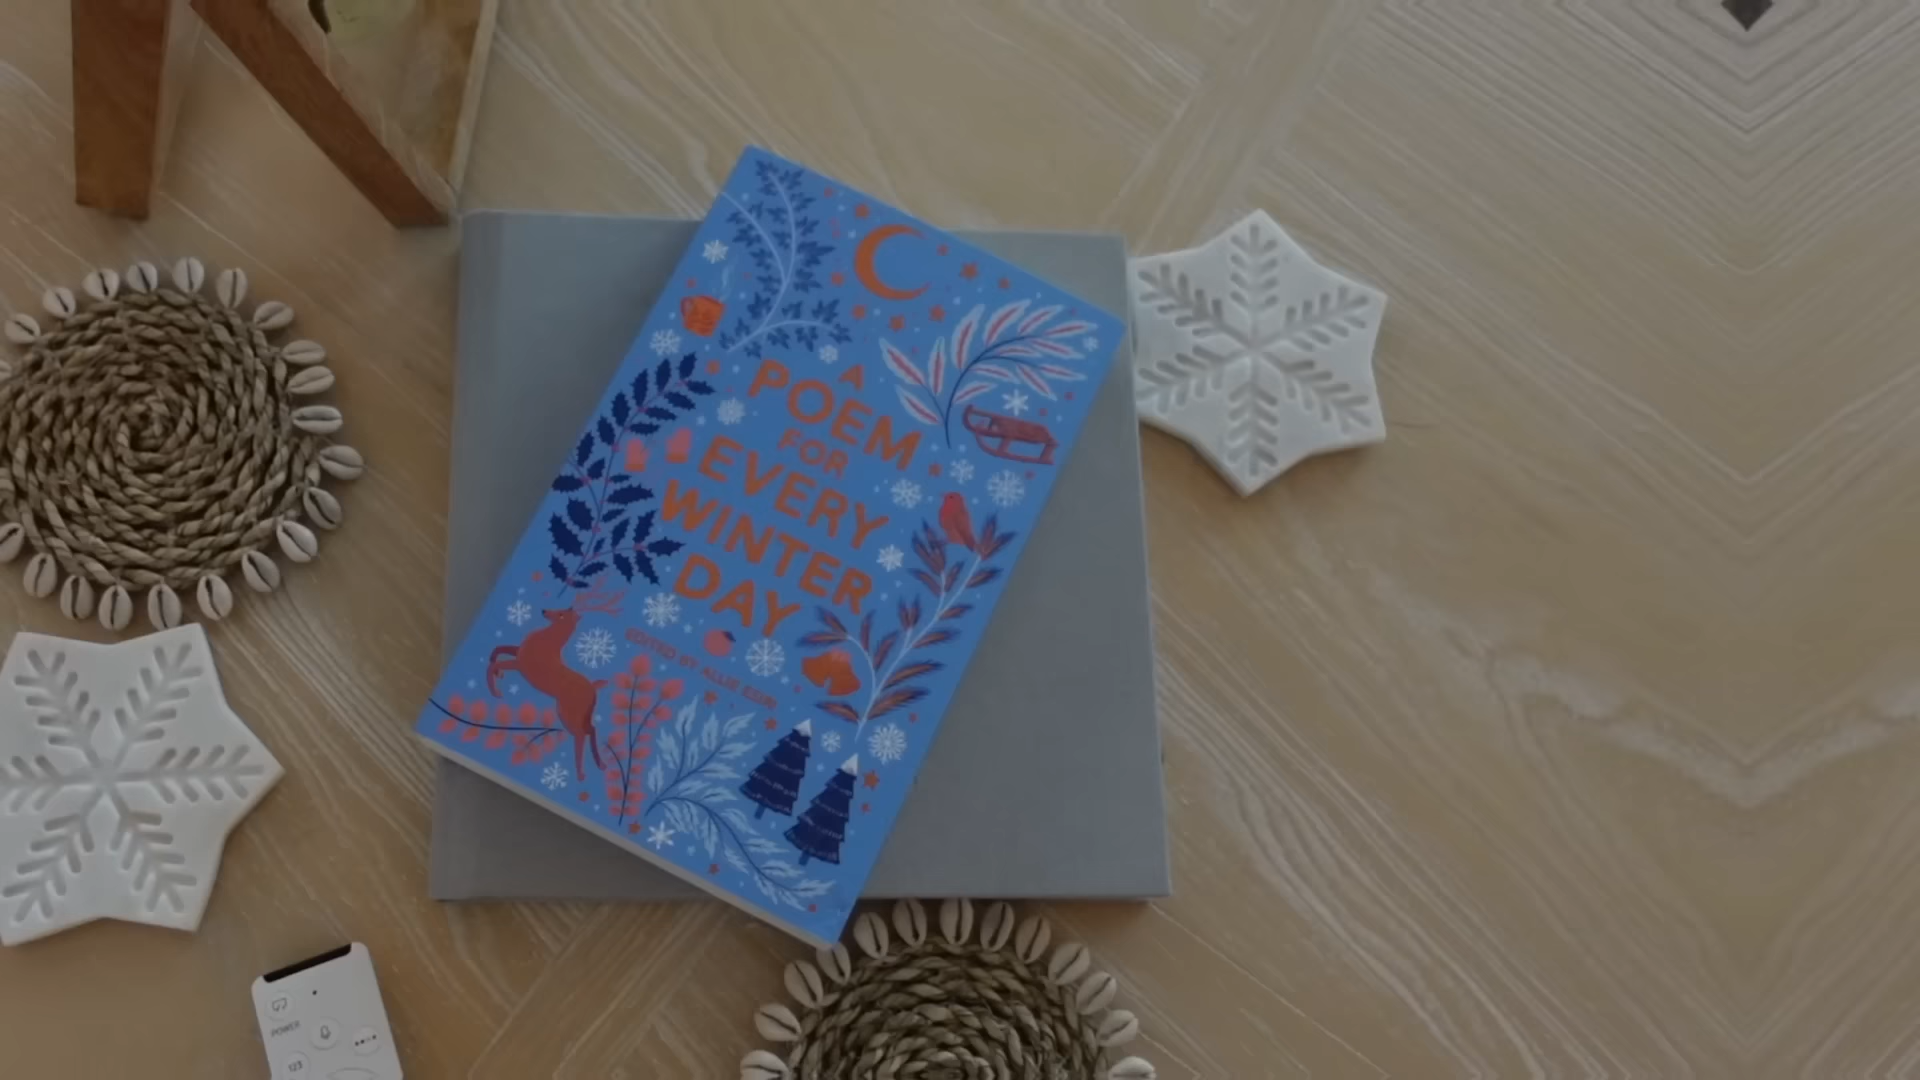 A
POEM
FOR
EVERY
WINTER
DAY
EDITED BY ALLIE ESIRI
POWER
123